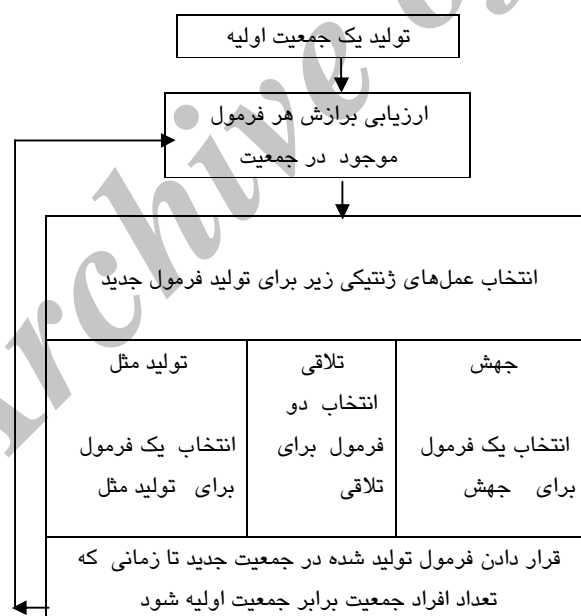 تولید یک جمعیت اولیه
ارزیابی برازش هر فرمول
موجود در جمعیت
انتخاب عمل‌های ژنتیکی زیر برای تولید فرمول جدید
جهش
انتخاب یک فرمول
برای جهش
تلاقی
انتخاب دو
فرمول برای
تلاقی
تولید مثل
انتخاب یک فرمول
برای تولید مثل
قرار دادن فرمول تولید شده در جمعیت جدید تا زمانی که
تعداد افراد جمعیت برابر جمعیت اولیه شود
Archive of